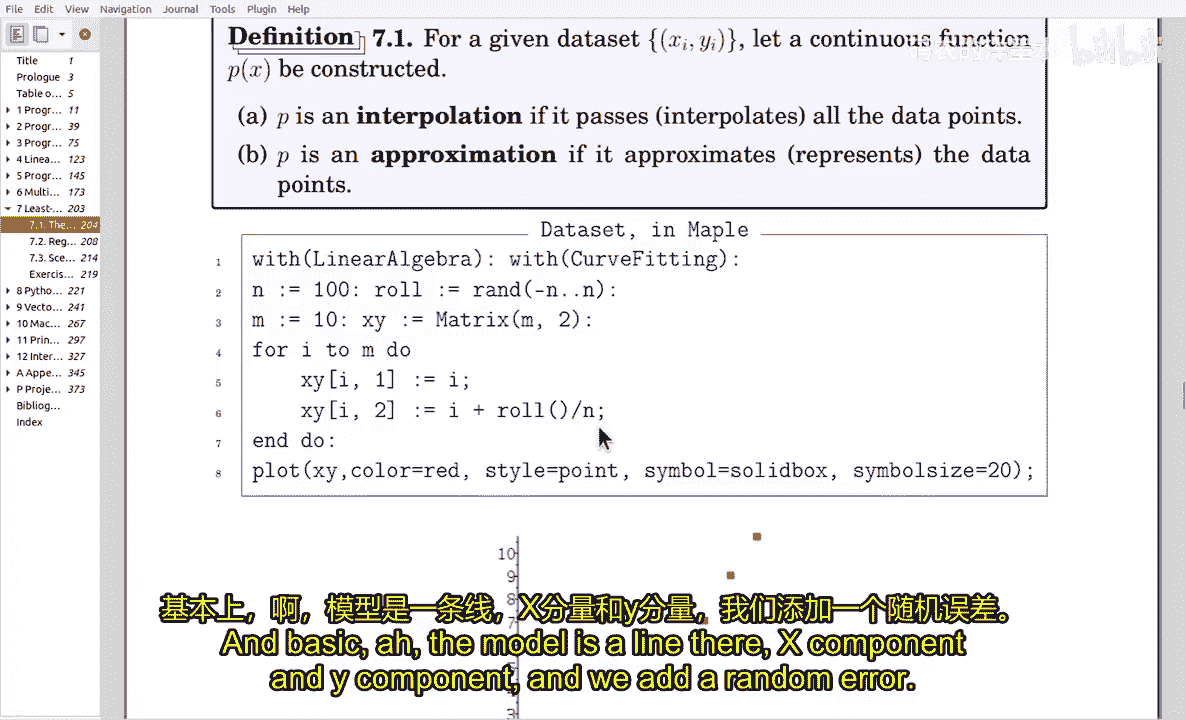 File Edit View Navigation Journal Tools Plugin Help
Title 1
Prologue 3
Table o... 5
1 Progr... 11
2 Progr... 39
3 Progr... 75
4 Linea... 123
5 Progr... 145
6 Multi... 173
7 Least-... 203
7.1. The... 204
7.2. Reg... 208
7.3. Sce... 214
Exercis... 219
8 Pytho... 221
9 Vecto... 241
10 Mac... 267
11 Prin... 297
12 Inter... 327
A Appe... 345
P Proje... 373
Bibliog...
Index
Definition 7.1. For a given dataset {(xᵢ, yᵢ)}, let a continuous function
p(x) be constructed.
(a) p is an interpolation if it passes (interpolates) all the data points.
(b) p is an approximation if it approximates (represents) the data
points.
Dataset, in Maple
1 with(LinearAlgebra): with(CurveFitting):
2 n := 100: roll := rand(-n..n):
3 m := 10: xy := Matrix(m, 2):
4 for i to m do
5 xy[i, 1] := i;
6 xy[i, 2] := i + roll()/n;
7 end do:
8 plot(xy,color=red, style=point, symbol=solidbox, symbolsize=20);
10
9
8
7
3
基本上，啊，模型是一条线，X分量和y分量，我们添加一个随机误差。
And basic, ah, the model is a line there, X component
and y component, and we add a random error.